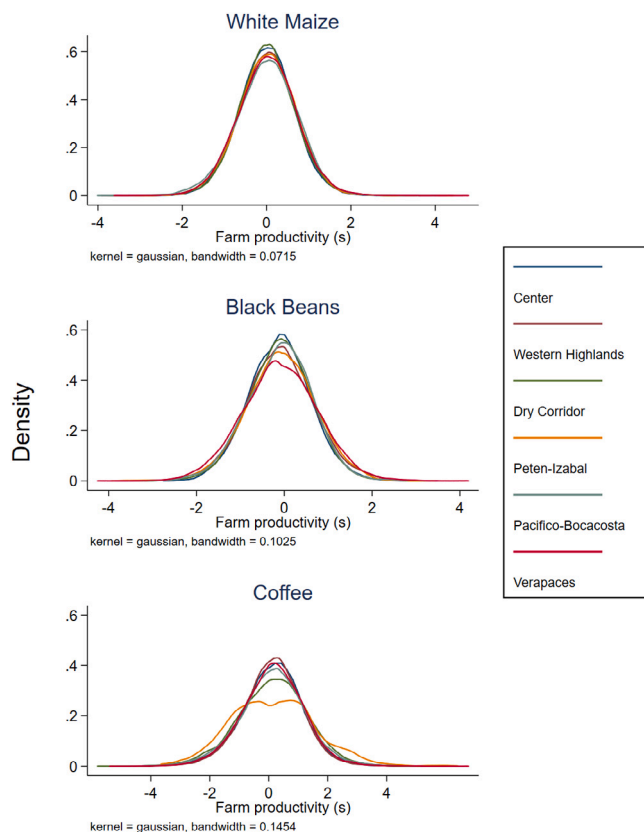 White Maize
.6
.4
.2
0
-4 -2 0 2 4
Farm productivity (s)
kernel = gaussian, bandwidth = 0.0715
Black Beans
.6
.4
.2
0
-4 -2 0 2 4
Farm productivity (s)
kernel = gaussian, bandwidth = 0.1025
Coffee
.6
.4
.2
0
-4 -2 0 2 4 6
Farm productivity (s)
kernel = gaussian, bandwidth = 0.1454
Density
Center
Western Highlands
Dry Corridor
Peten-Izabal
Pacifico-Bocacosta
Verapaces